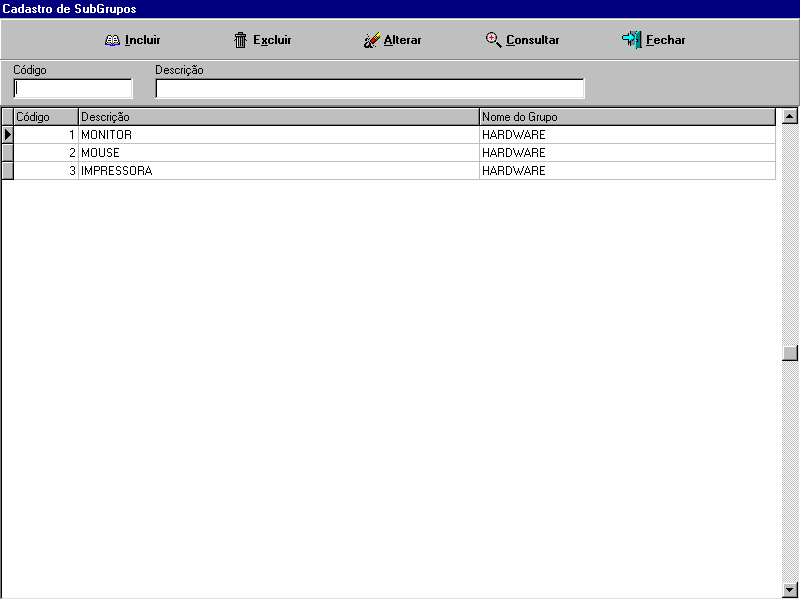 Cadastro de SubGrupos
Incluir Excluir Alterar Consultar Fechar
Código Descrição
Código Descrição Nome do Grupo
1 MONITOR HARDWARE
2 MOUSE HARDWARE
3 IMPRESSORA HARDWARE